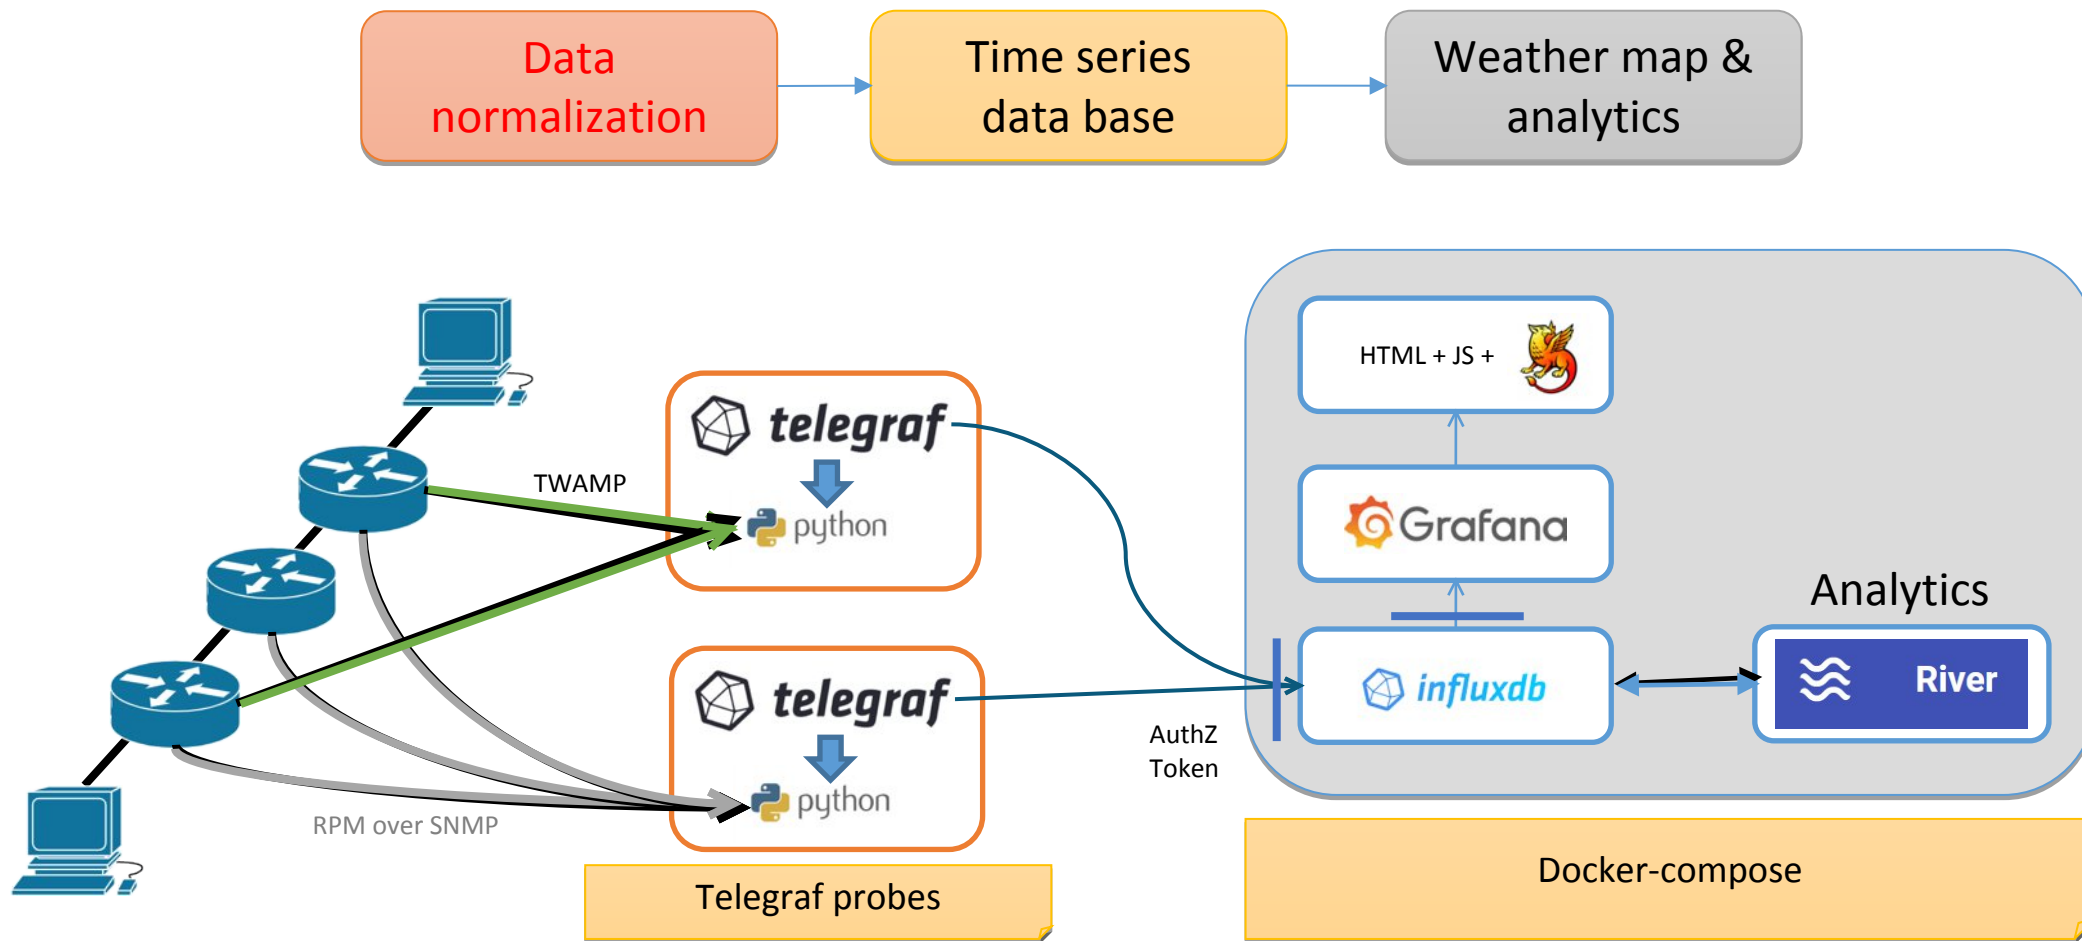 Data
normalization
Time series
data base
Weather map &
analytics
HTML + JS +
telegraf
TWAMP
python
Grafana
Analytics
telegraf
influxdb
River
AuthZ
Token
python
RPM over SNMP
Telegraf probes
Docker-compose